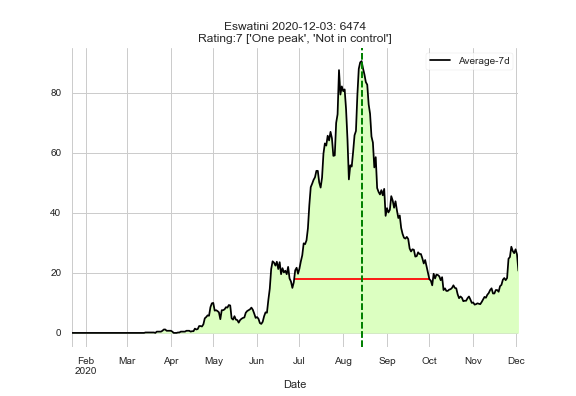 Eswatini 2020-12-03: 6474
Rating:7 ['One peak', 'Not in control']
Average-7d
80
60
40
20
0
Feb Mar Apr May Jun Jul Aug Sep Oct Nov Dec
2020
Date